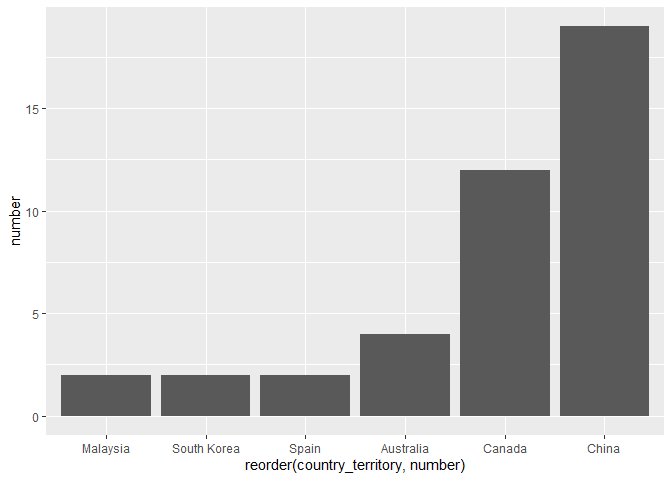 number
15
10
5
0
Malaysia South Korea Spain Australia Canada China
reorder(country_territory, number)